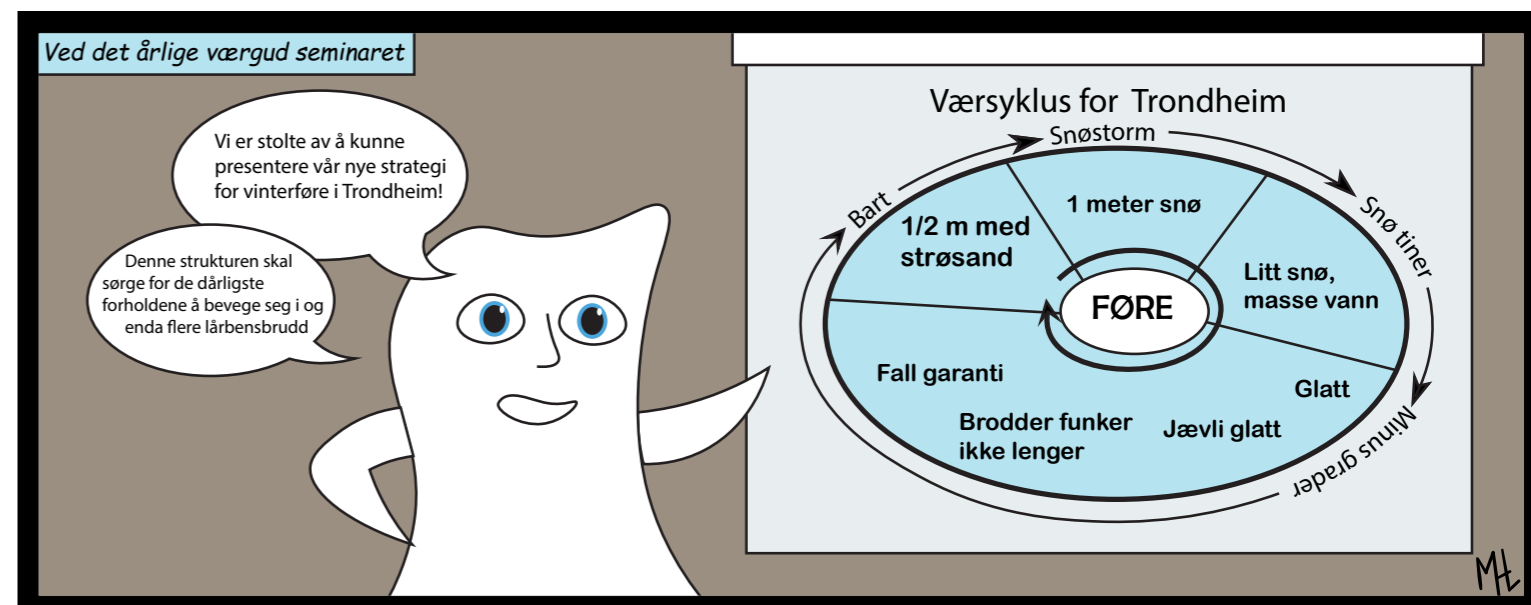 Ved det årlige værgud seminaret
Vi er stolte av å kunne
presentere vår nye strategi
for vinterføre i Trondheim!
Denne strukturen skal
sørge for de dårligste
forholdene å bevege seg i og
enda flere lårbensbrudd
Værsyklus for Trondheim
Snøstorm
Snø tiner
Minus grader
Bart
1 meter snø
Litt snø,
masse vann
Glatt
Jævli glatt
Brodder funker
ikke lenger
Fall garanti
1/2 m med
strøsand
FØRE